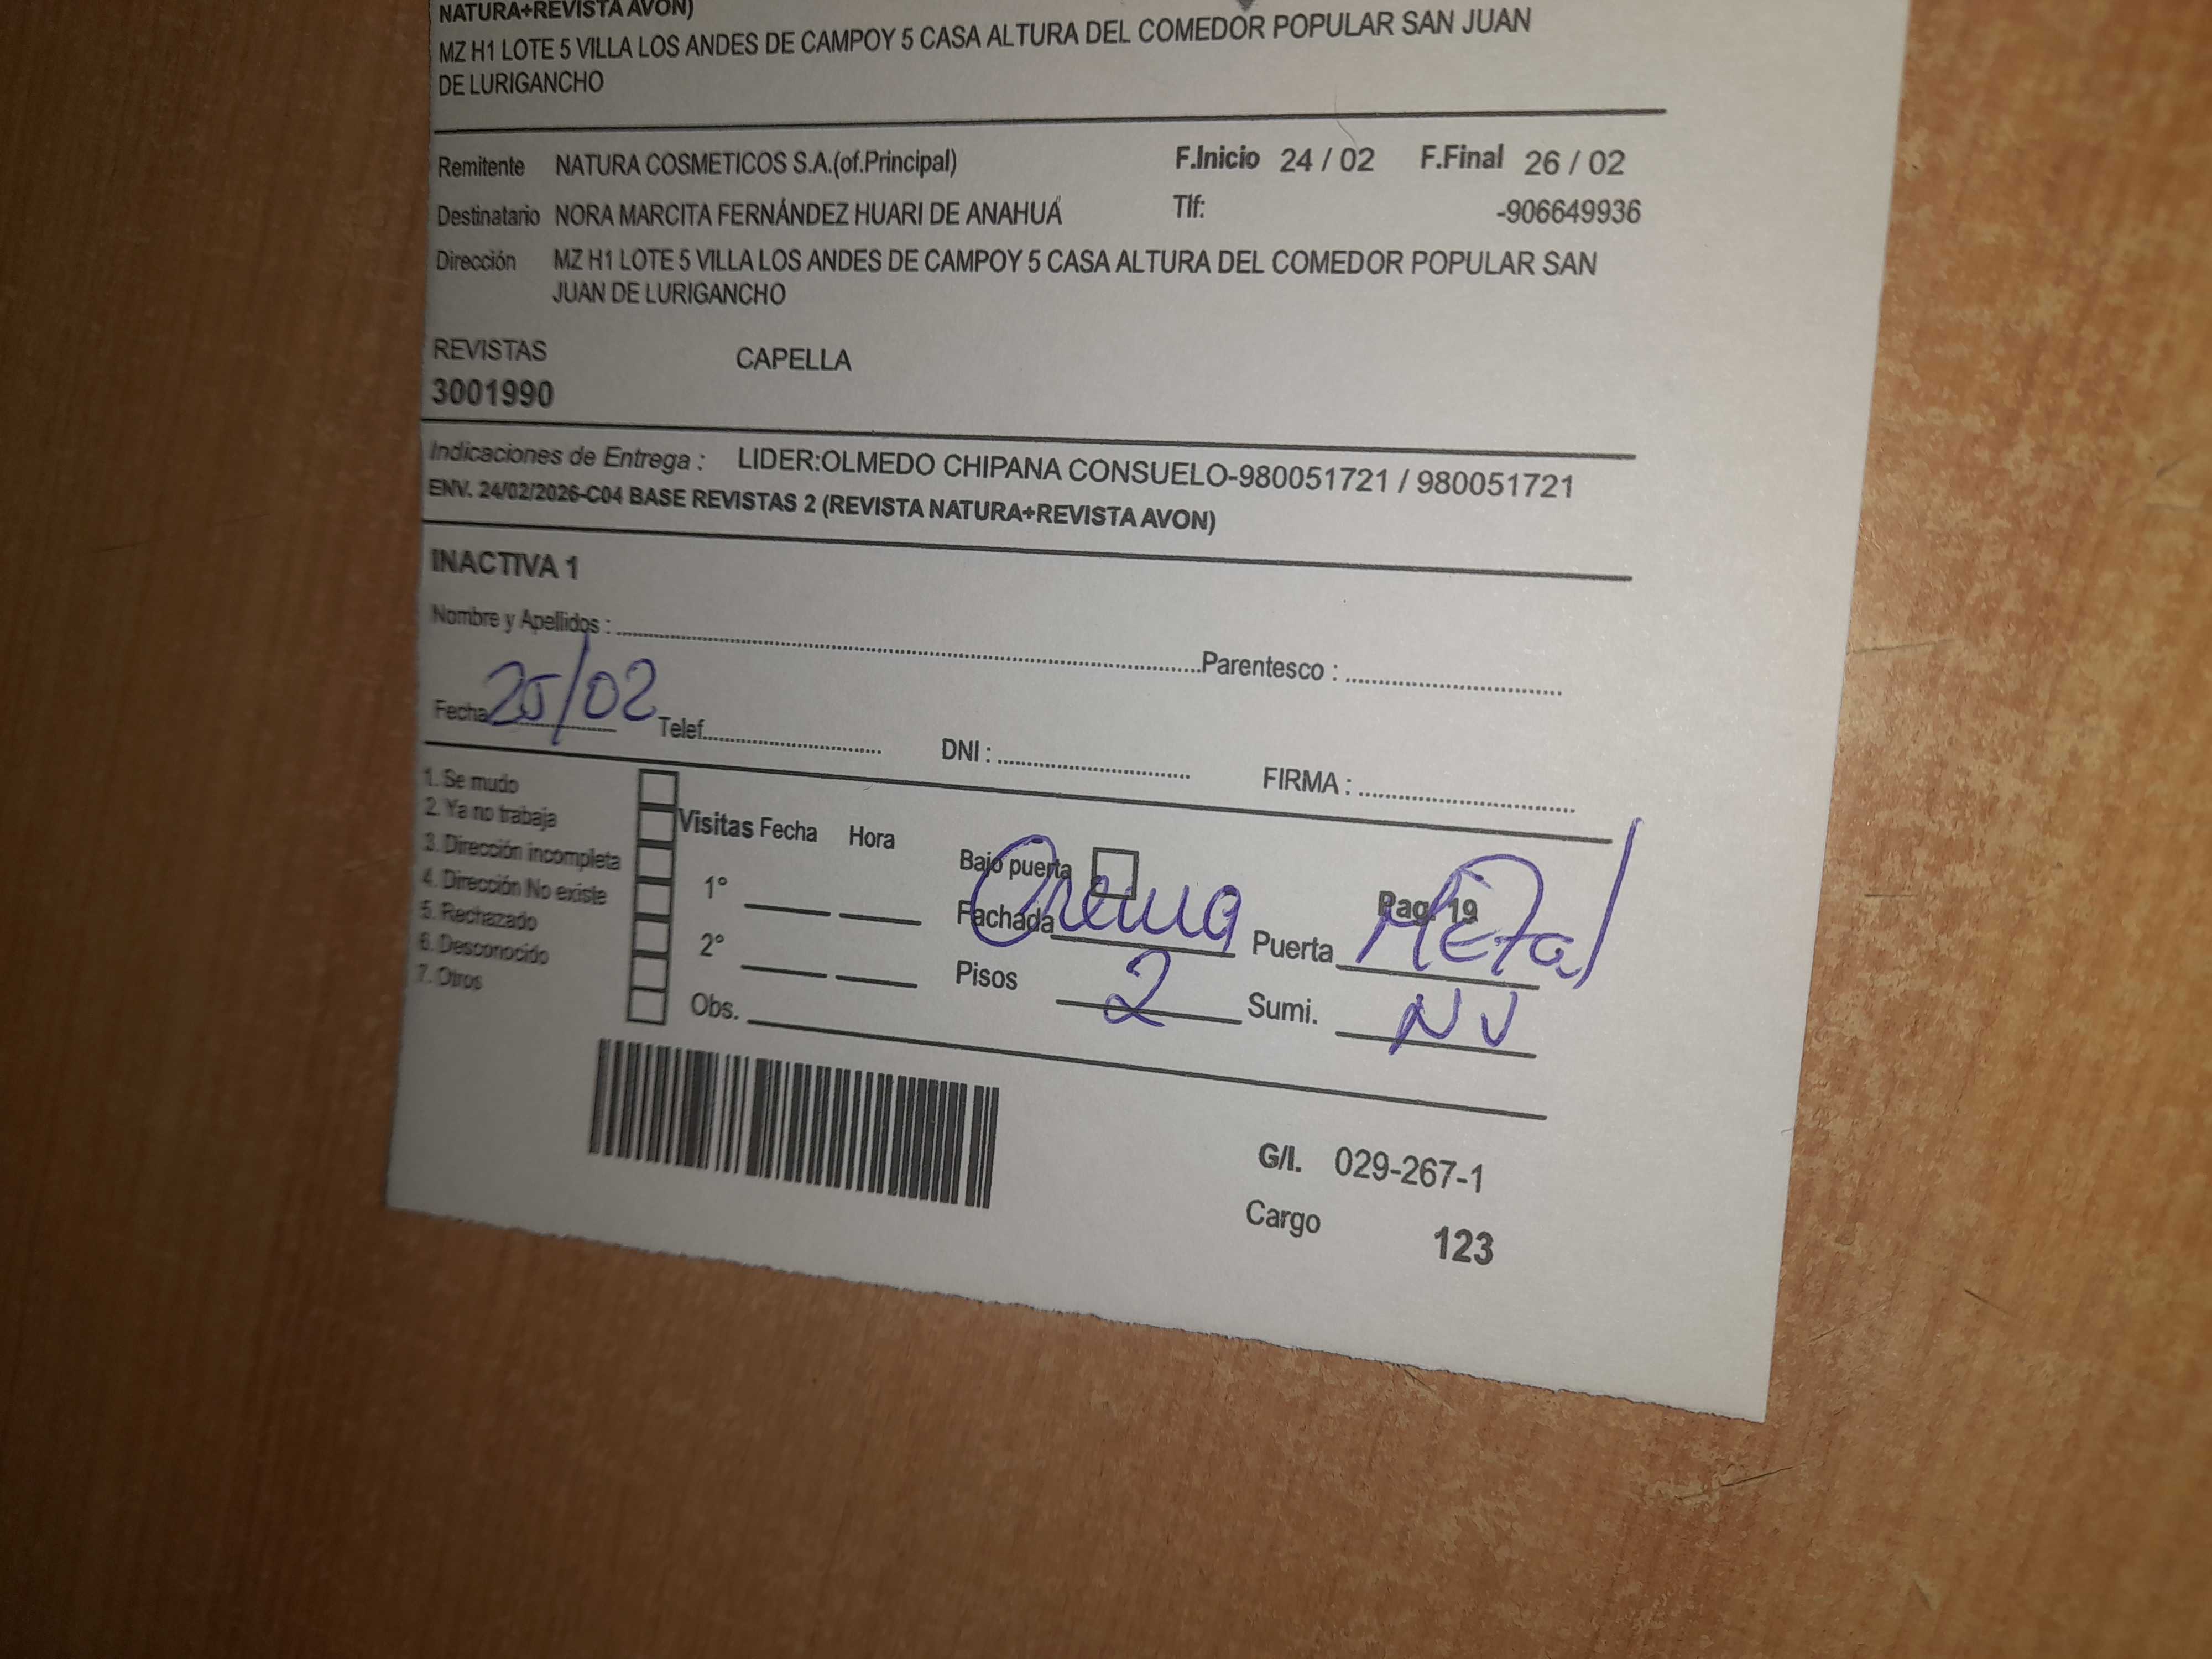 NATURA+REVISTA AVON)
MZ H1 LOTE 5 VILLA LOS ANDES DE CAMPOY 5 CASA ALTURA DEL COMEDOR POPULAR SAN JUAN
DE LURIGANCHO
Remitente NATURA COSMETICOS S.A.(of.Principal) F.Inicio 24 / 02 F.Final 26 / 02
Destinatario NORA MARCITA FERNÁNDEZ HUARI DE ANAHUA Tlf: -906649936
Dirección MZ H1 LOTE 5 VILLA LOS ANDES DE CAMPOY 5 CASA ALTURA DEL COMEDOR POPULAR SAN
JUAN DE LURIGANCHO
REVISTAS CAPELLA
3001990
Indicaciones de Entrega : LIDER:OLMEDO CHIPANA CONSUELO-980051721 / 980051721
ENV. 24/02/2026-C04 BASE REVISTAS 2 (REVISTA NATURA+REVISTA AVON)
INACTIVA 1
Nombre y Apellidos : Parentesco :
Fecha 25/02 Telef. DNI : FIRMA :
1. Se mudo
2. Ya no trabaja
3. Dirección incompleta
4. Dirección No existe
5. Rechazado
6. Desconocido
7. Otros
Visitas Fecha Hora
1°
2°
Obs.
Bajo puerta Pag. 19
Fachada Crema Puerta Metal
Pisos 2 Sumi. NV
G/I. 029-267-1
Cargo 123